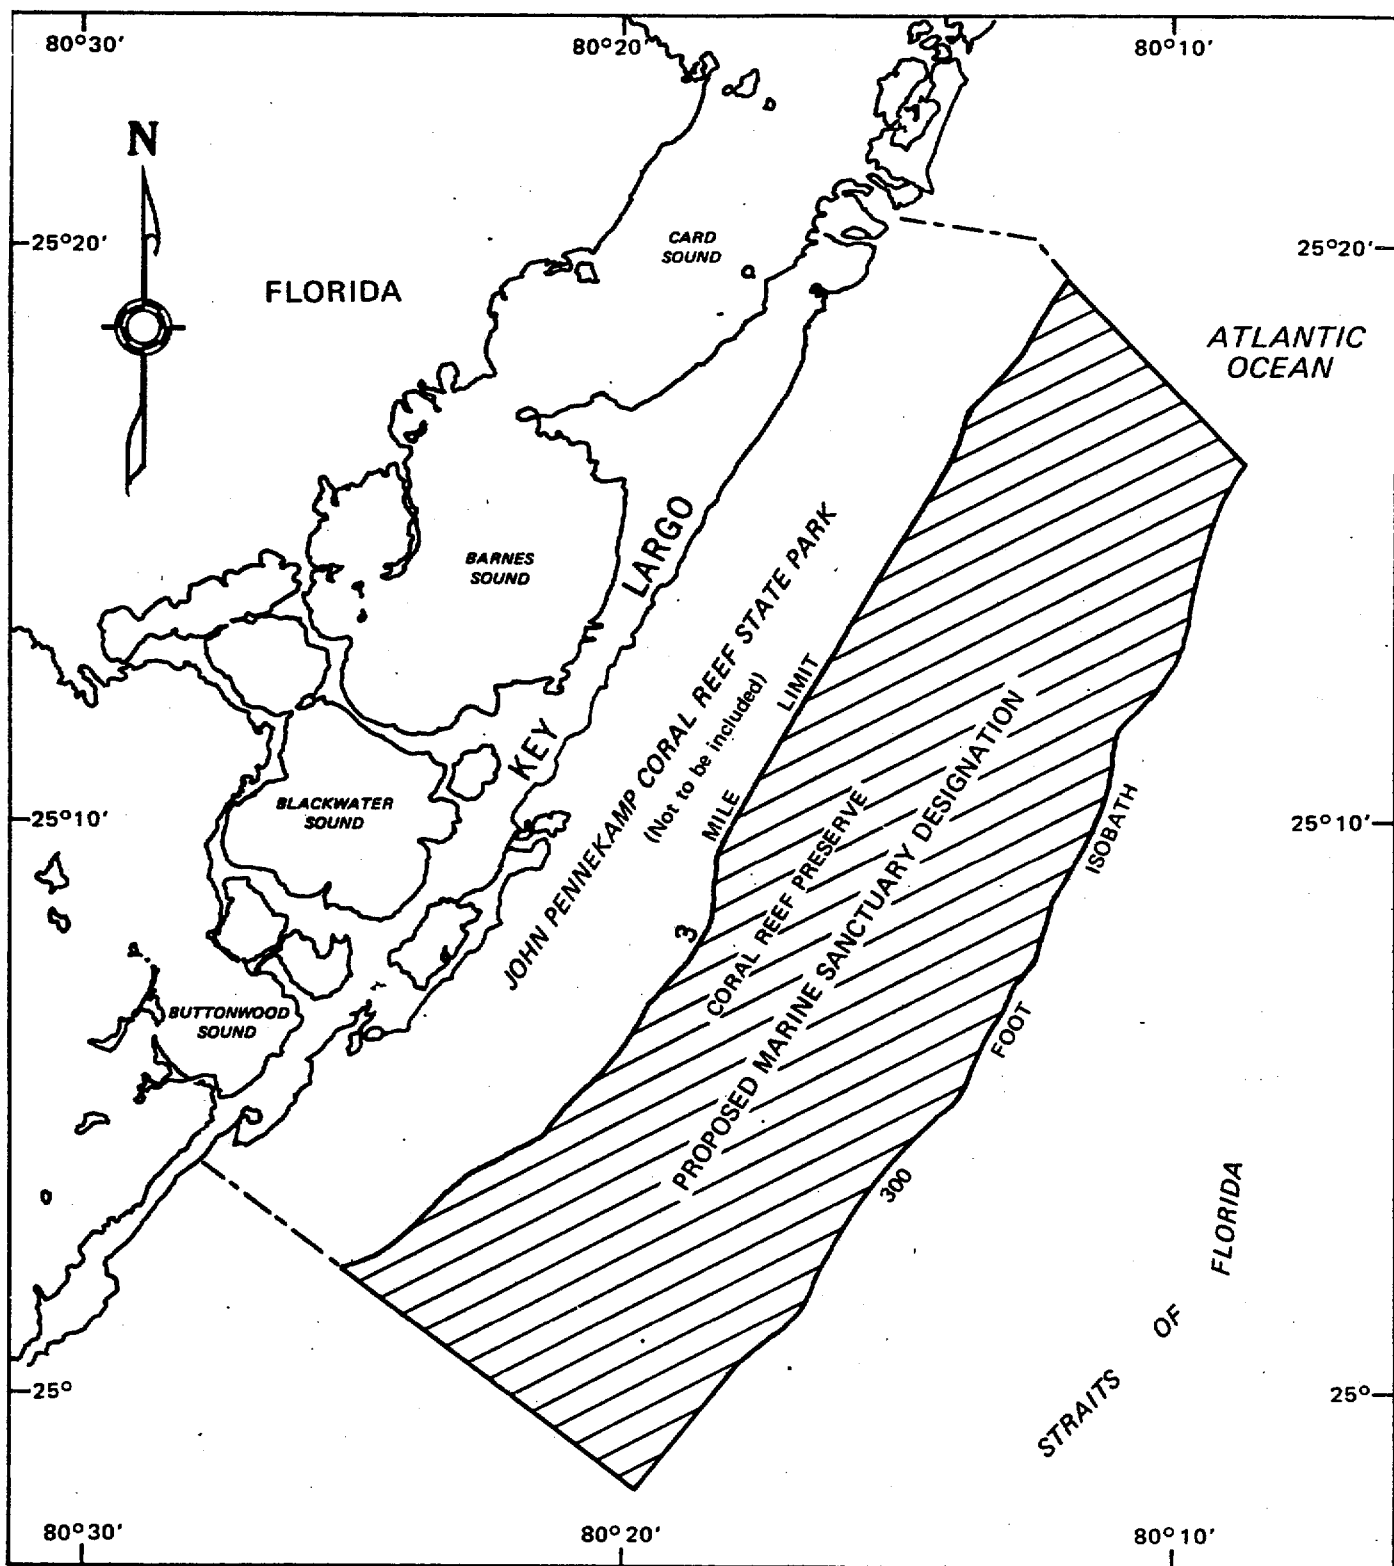 80°30'
80°20'
80°10'
N
25°20'
CARD
SOUND
25°20'
FLORIDA
ATLANTIC
OCEAN
BARNES
SOUND
KEY LARGO
JOHN PENNEKAMP CORAL REEF STATE PARK
(Not to be included)
3 MILE LIMIT
CORAL REEF PRESERVE
PROPOSED MARINE SANCTUARY DESIGNATION
300 FOOT ISOBATH
BLACKWATER
SOUND
25°10'
25°10'
BUTTONWOOD
SOUND
STRAITS OF FLORIDA
25°
25°
80°30'
80°20'
80°10'